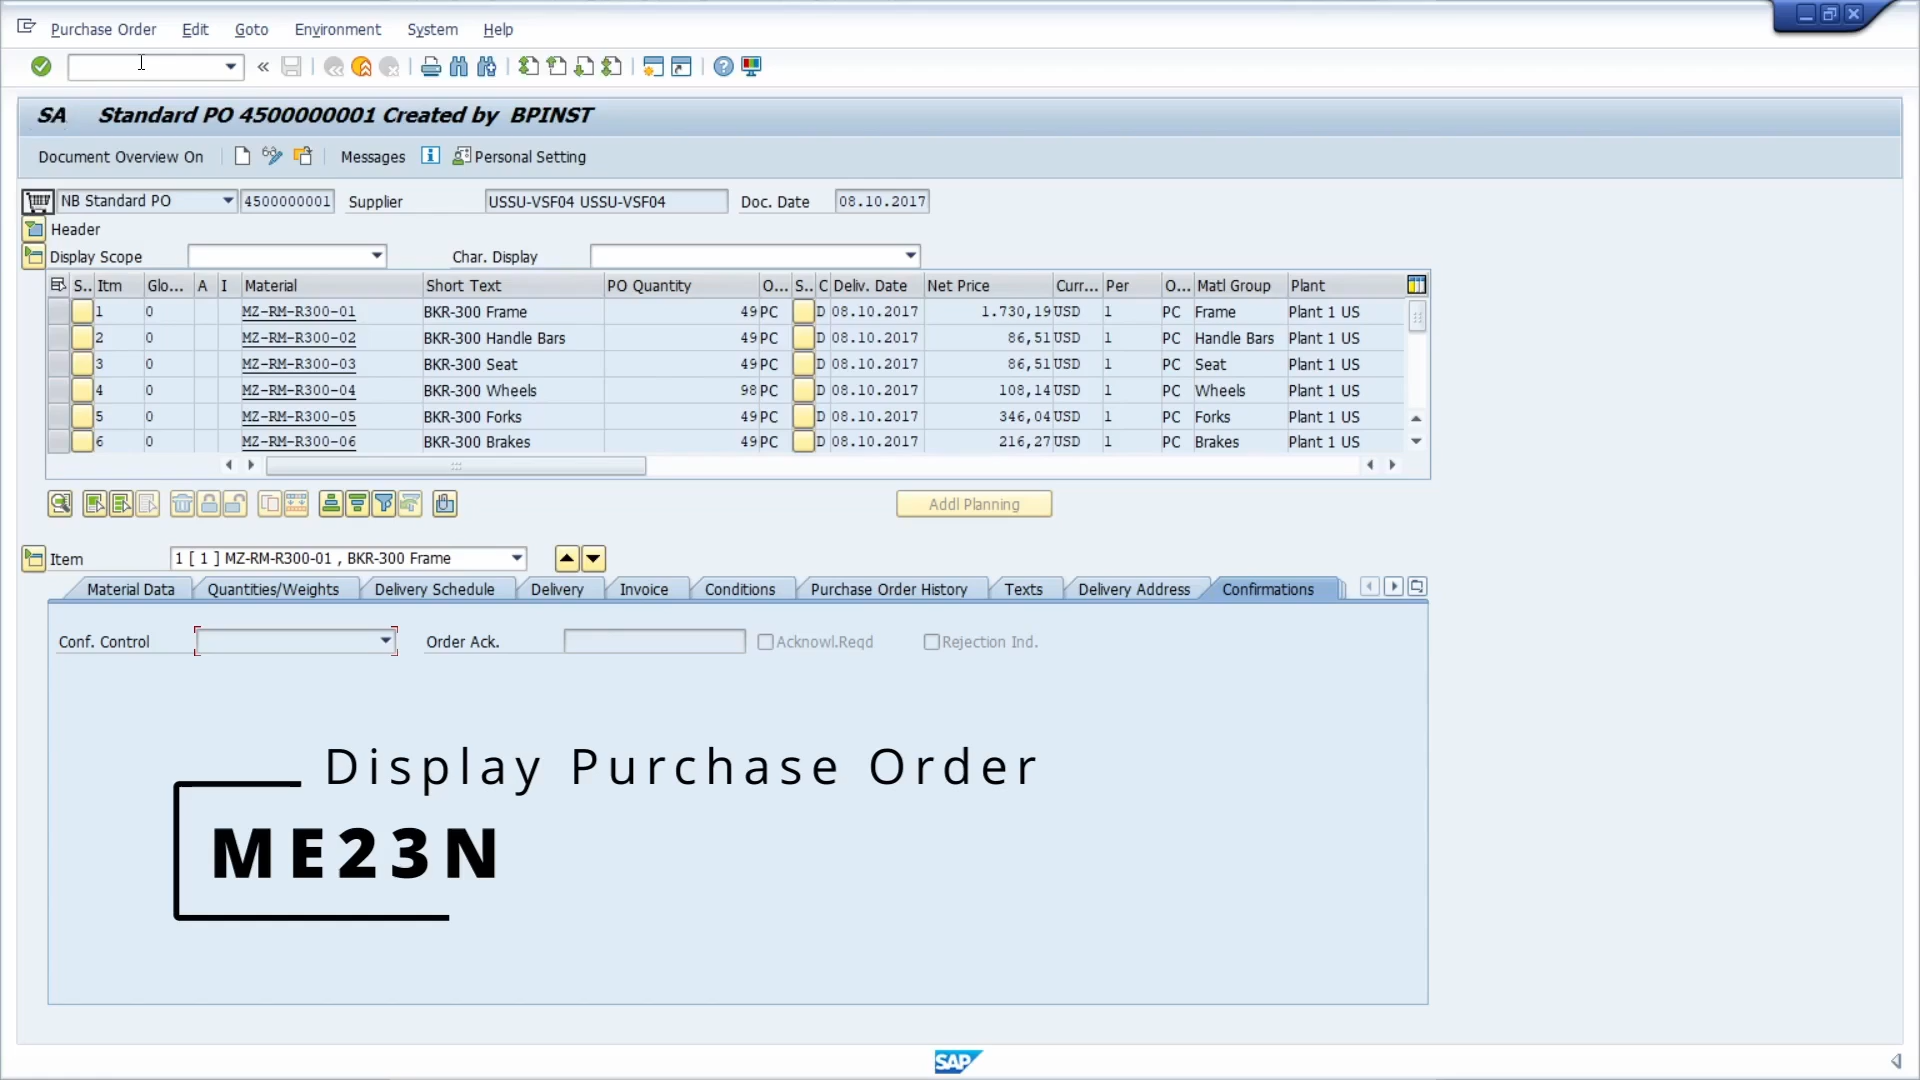 Purchase Order Edit Goto Environment System Help
SA Standard PO 4500000001 Created by BPINST
Document Overview On Messages Personal Setting
NB Standard PO 4500000001 Supplier USSU-VSF04 USSU-VSF04 Doc. Date 08.10.2017
Header
Display Scope Char. Display
S.. Itm Glo... A I Material Short Text PO Quantity O... S.. C Deliv. Date Net Price Curr... Per O... Matl Group Plant
1 0 MZ-RM-R300-01 BKR-300 Frame 49 PC D 08.10.2017 1.730,19 USD 1 PC Frame Plant 1 US
2 0 MZ-RM-R300-02 BKR-300 Handle Bars 49 PC D 08.10.2017 86,51 USD 1 PC Handle Bars Plant 1 US
3 0 MZ-RM-R300-03 BKR-300 Seat 49 PC D 08.10.2017 86,51 USD 1 PC Seat Plant 1 US
4 0 MZ-RM-R300-04 BKR-300 Wheels 98 PC D 08.10.2017 108,14 USD 1 PC Wheels Plant 1 US
5 0 MZ-RM-R300-05 BKR-300 Forks 49 PC D 08.10.2017 346,04 USD 1 PC Forks Plant 1 US
6 0 MZ-RM-R300-06 BKR-300 Brakes 49 PC D 08.10.2017 216,27 USD 1 PC Brakes Plant 1 US
Addl Planning
Item 1 [ 1 ] MZ-RM-R300-01 , BKR-300 Frame
Material Data Quantities/Weights Delivery Schedule Delivery Invoice Conditions Purchase Order History Texts Delivery Address Confirmations
Conf. Control Order Ack. Acknowl.Reqd Rejection Ind.
Display Purchase Order
ME23N
SAP